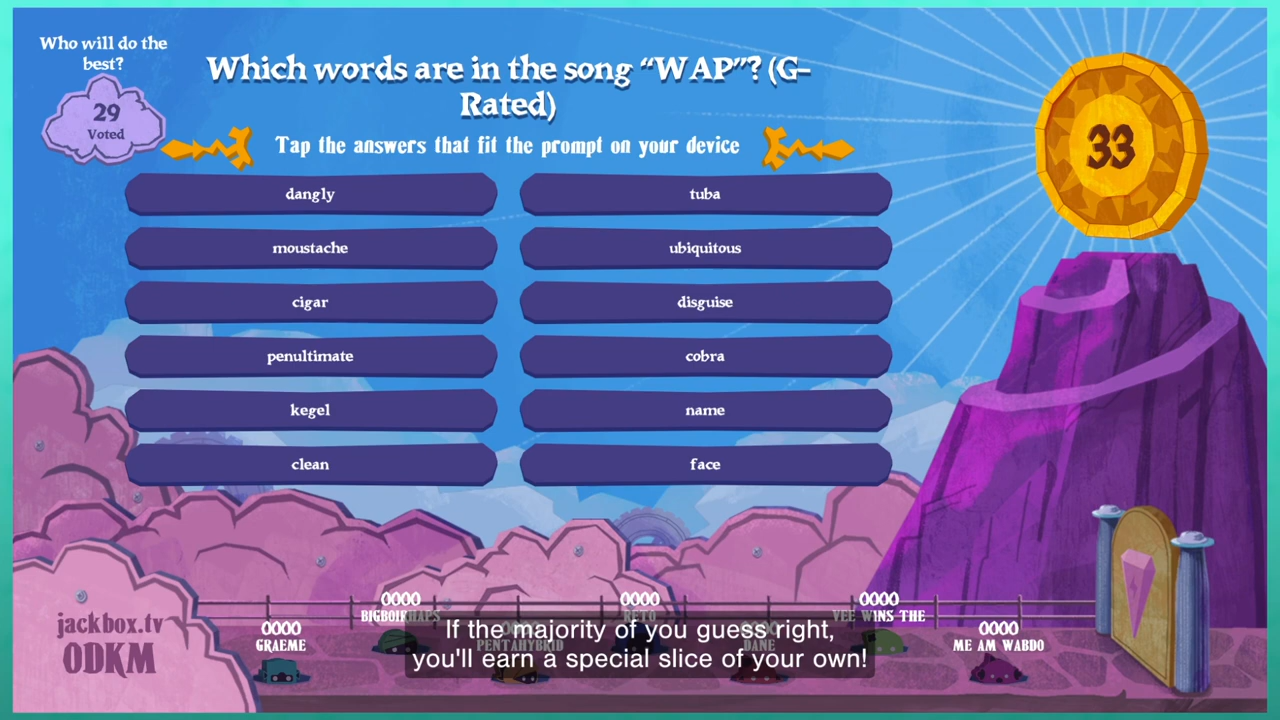 Who will do the
best?
29
Voted
Which words are in the song “WAP”? (G-
Rated)
Tap the answers that fit the prompt on your device
33
dangly
tuba
moustache
ubiquitous
cigar
disguise
penultimate
cobra
kegel
name
clean
face
jackbox.tv
ODKM
0000
GRAEME
0000
0000
PENTAHYBRID
0000
RETO
DANE
0000
VEE WINS THE
0000
ME AM WABDO
If the majority of you guess right,
you'll earn a special slice of your own!